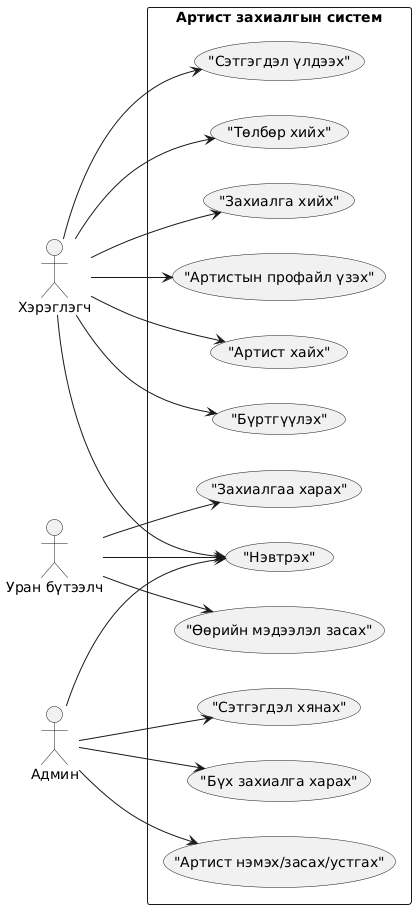 Артист захиалгын систем
"Сэтгэгдэл үлдээх"
"Төлбөр хийх"
"Захиалга хийх"
"Артистын профайл үзэх"
Хэрэглэгч
"Артист хайх"
"Бүртгүүлэх"
"Захиалгаа харах"
"Нэвтрэх"
Уран бүтээлч
"Өөрийн мэдээлэл засах"
"Сэтгэгдэл хянах"
Админ
"Бүх захиалга харах"
"Артист нэмэх/засах/устгах"